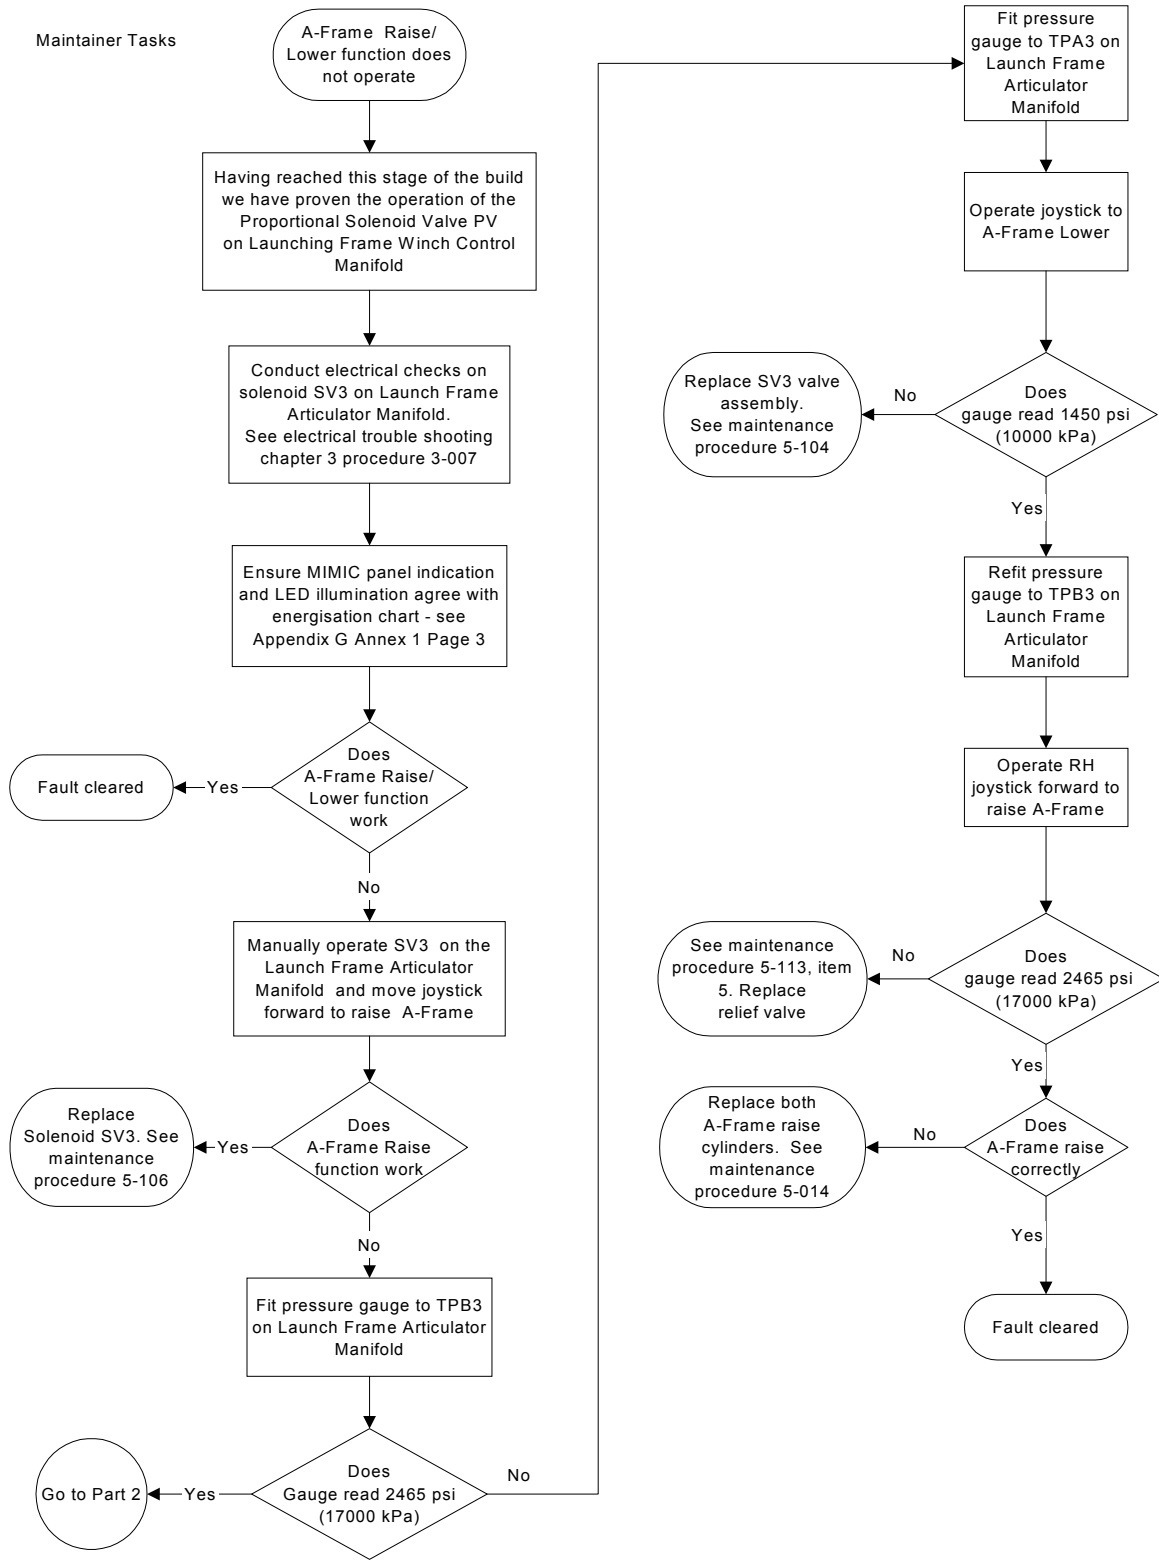 Maintainer Tasks
A-Frame Raise/
Lower function does
not operate
Having reached this stage of the build
we have proven the operation of the
Proportional Solenoid Valve PV
on Launching Frame Winch Control
Manifold
Conduct electrical checks on
solenoid SV3 on Launch Frame
Articulator Manifold.
See electrical trouble shooting
chapter 3 procedure 3-007
Ensure MIMIC panel indication
and LED illumination agree with
energisation chart - see
Appendix G Annex 1 Page 3
Does
A-Frame Raise/
Lower function
work
Yes
Fault cleared
No
Manually operate SV3 on the
Launch Frame Articulator
Manifold and move joystick
forward to raise A-Frame
Does
A-Frame Raise
function work
Yes
Replace
Solenoid SV3. See
maintenance
procedure 5-106
No
Fit pressure gauge to TPB3
on Launch Frame Articulator
Manifold
Does
Gauge read 2465 psi
(17000 kPa)
Yes
Go to Part 2
No
Fit pressure
gauge to TPA3 on
Launch Frame
Articulator
Manifold
Operate joystick to
A-Frame Lower
Does
gauge read 1450 psi
(10000 kPa)
No
Replace SV3 valve
assembly.
See maintenance
procedure 5-104
Yes
Refit pressure
gauge to TPB3 on
Launch Frame
Articulator
Manifold
Operate RH
joystick forward to
raise A-Frame
Does
gauge read 2465 psi
(17000 kPa)
No
See maintenance
procedure 5-113, item
5. Replace
relief valve
Yes
Does
A-Frame raise
correctly
No
Replace both
A-Frame raise
cylinders. See
maintenance
procedure 5-014
Yes
Fault cleared